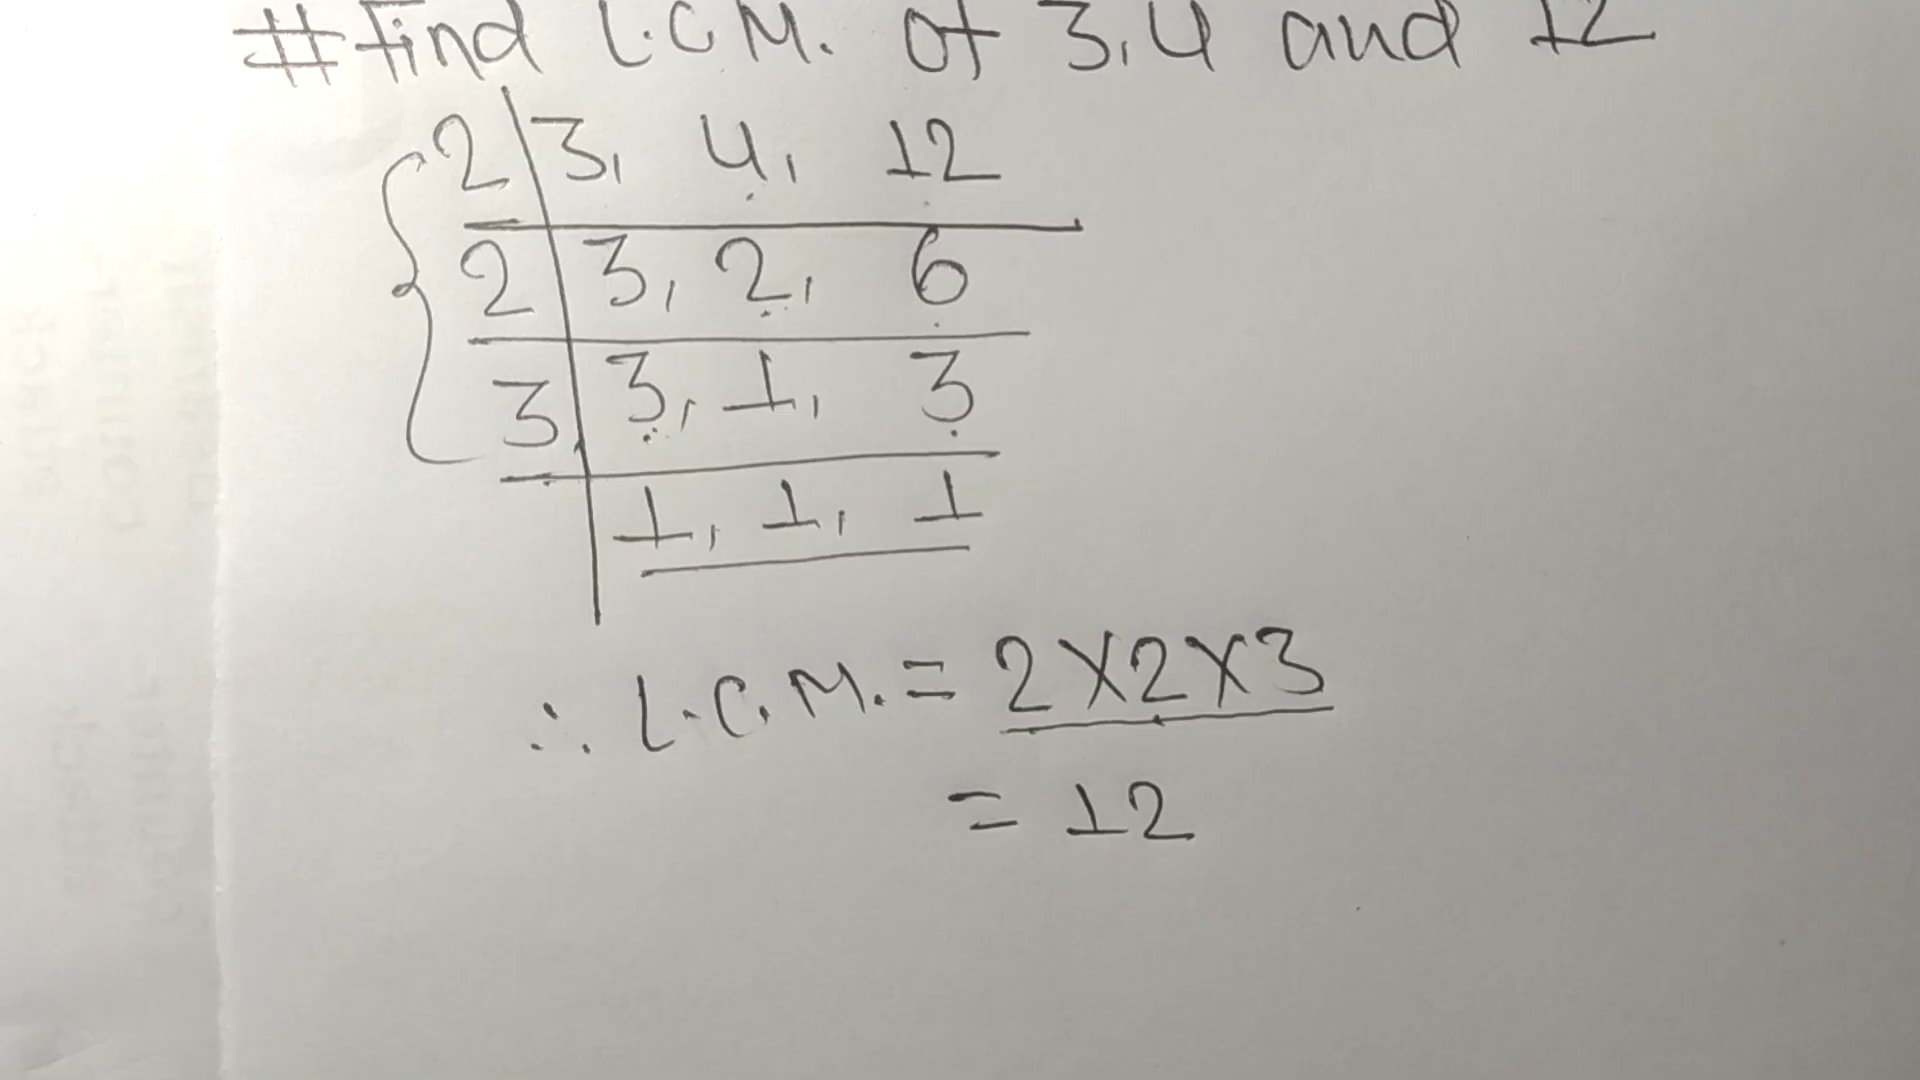 #Find L.C.M. of 3,4 and 12
2 3, 4, 12
2 3, 2, 6
3 3, 1, 3
1, 1, 1
∴ L.C.M. = 2×2×3
= 12